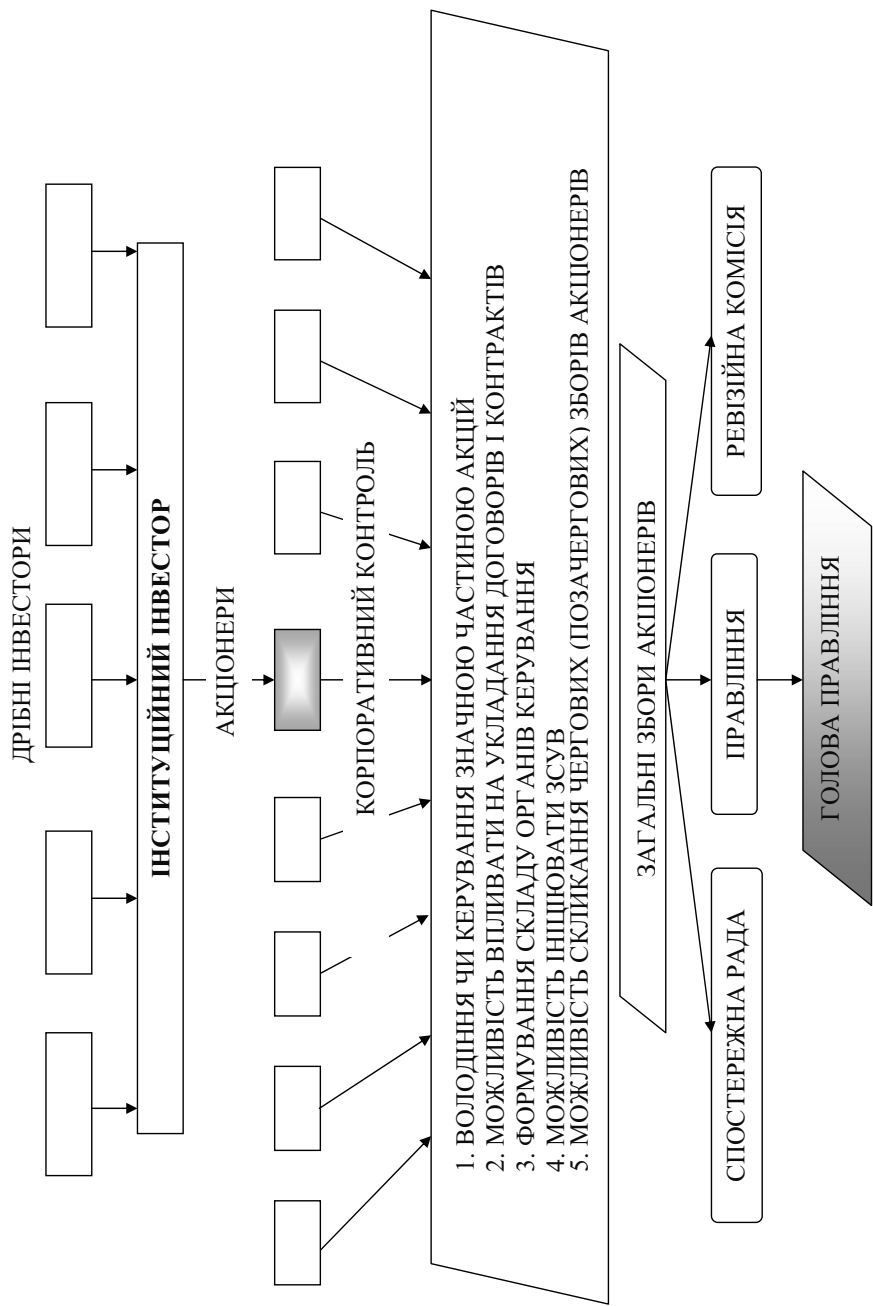 ДРІБНІ ІНВЕСТОРИ
ІНСТИТУЦІЙНИЙ ІНВЕСТОР
АКЦІОНЕРИ
КОРПОРАТИВНИЙ КОНТРОЛЬ
1. ВОЛОДІННЯ ЧИ КЕРУВАННЯ ЗНАЧНОЮ ЧАСТИНОЮ АКЦІЙ
2. МОЖЛИВІСТЬ ВПЛИВАТИ НА УКЛАДАННЯ ДОГОВОРІВ І КОНТРАКТІВ
3. ФОРМУВАННЯ СКЛАДУ ОРГАНІВ КЕРУВАННЯ
4. МОЖЛИВІСТЬ ІНІЦІЮВАТИ ЗСУВ
5. МОЖЛИВІСТЬ СКЛИКАННЯ ЧЕРГОВИХ (ПОЗАЧЕРГОВИХ) ЗБОРІВ АКЦІОНЕРІВ
ЗАГАЛЬНІ ЗБОРИ АКЦІОНЕРІВ
СПОСТЕРЕЖНА РАДА
ПРАВЛІННЯ
РЕВІЗІЙНА КОМІСІЯ
ГОЛОВА ПРАВЛІННЯ